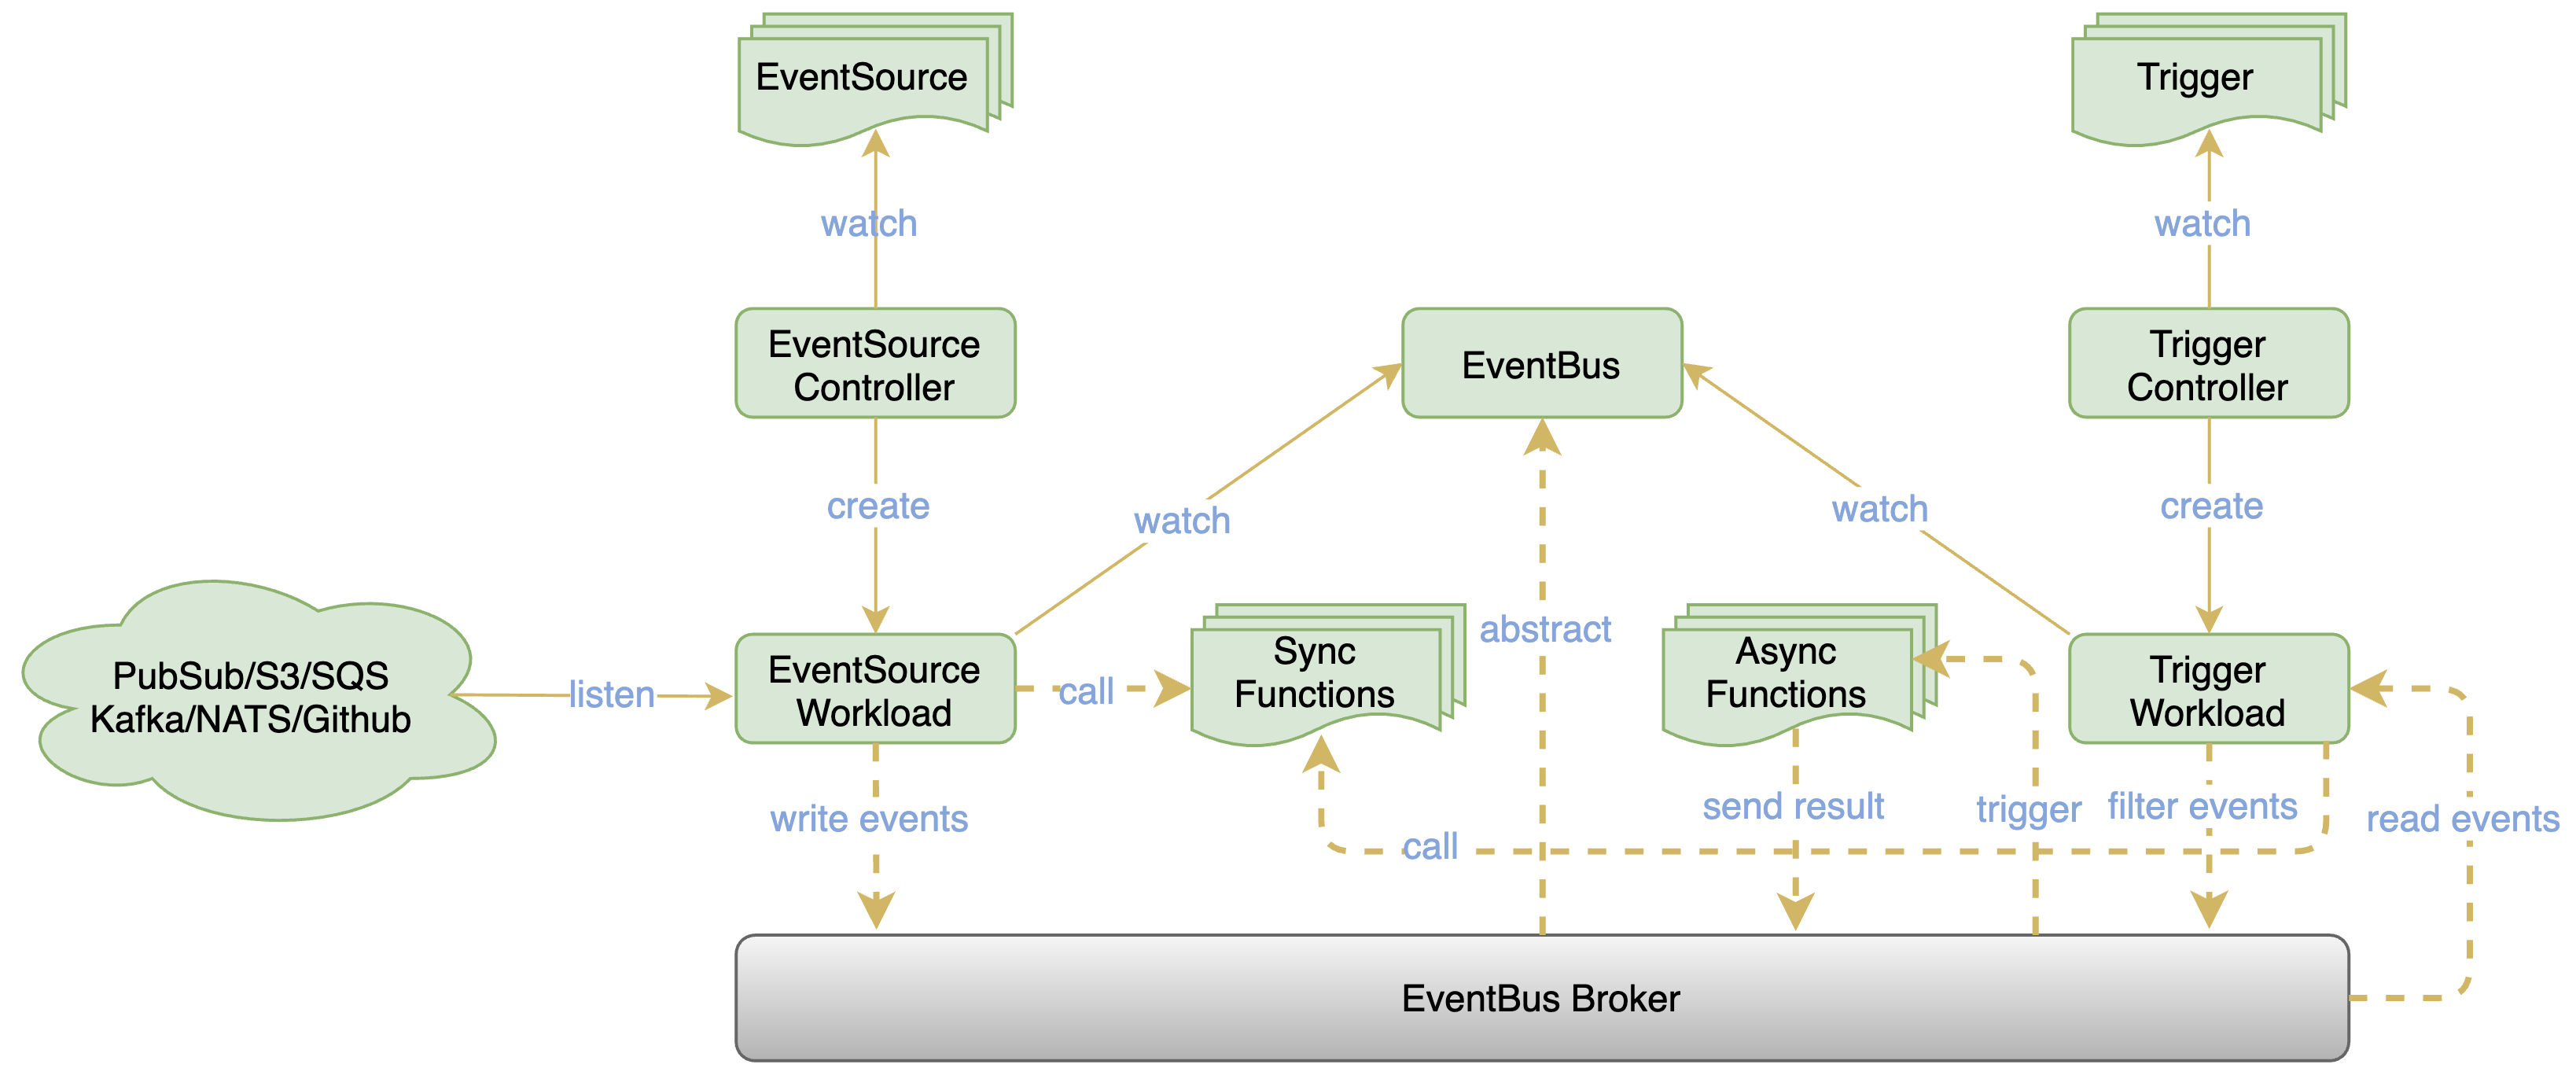 EventSource
Trigger
watch
watch
EventSource
Controller
EventBus
Trigger
Controller
create
watch
watch
create
PubSub/S3/SQS
Kafka/NATS/Github
listen
EventSource
Workload
call
Sync
Functions
abstract
Async
Functions
Trigger
Workload
write events
call
send result
trigger
filter events
read events
EventBus Broker